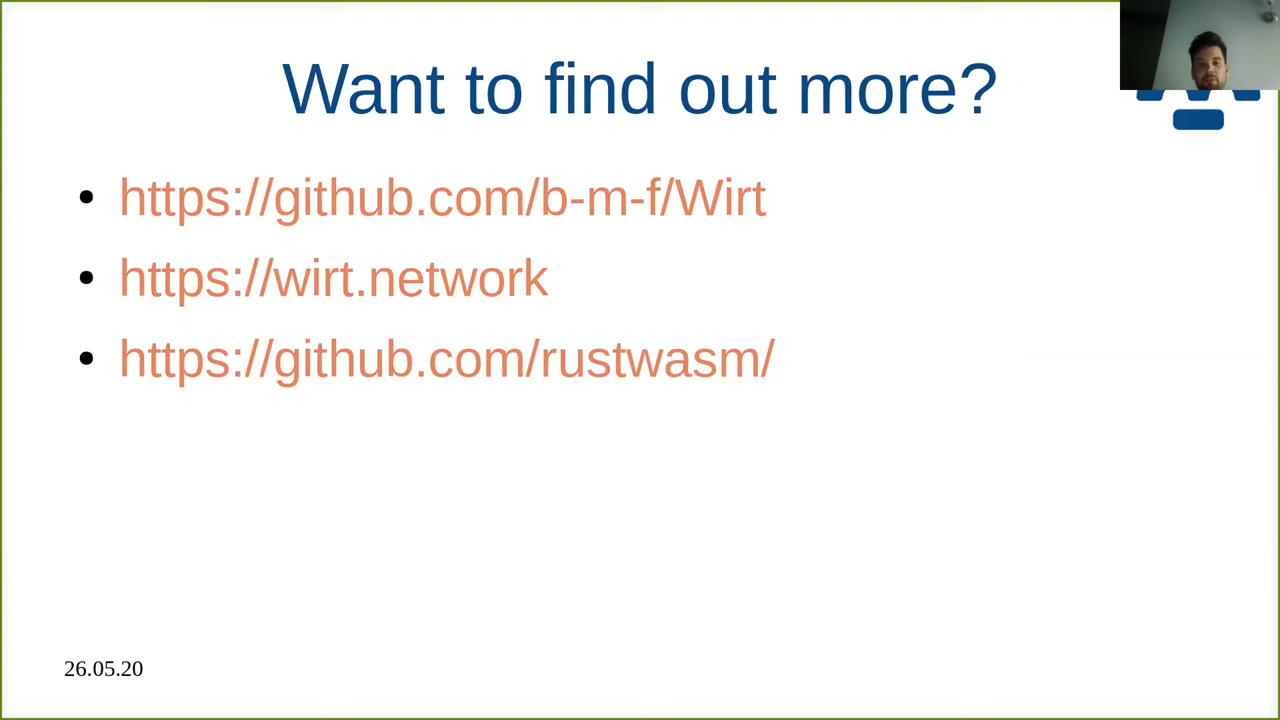 Want to find out more?
https://github.com/b-m-f/Wirt
https://wirt.network
https://github.com/rustwasm/
26.05.20